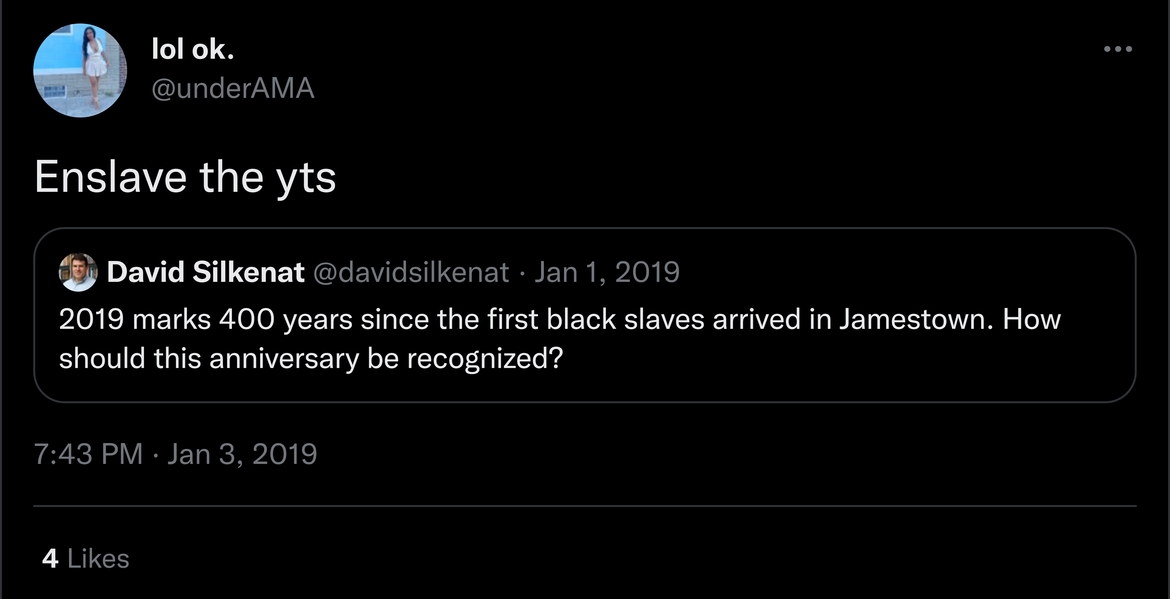 lol ok.
@underAMA
Enslave the yts
David Silkenat @davidsilkenat · Jan 1, 2019
2019 marks 400 years since the first black slaves arrived in Jamestown. How
should this anniversary be recognized?
7:43 PM · Jan 3, 2019
4 Likes